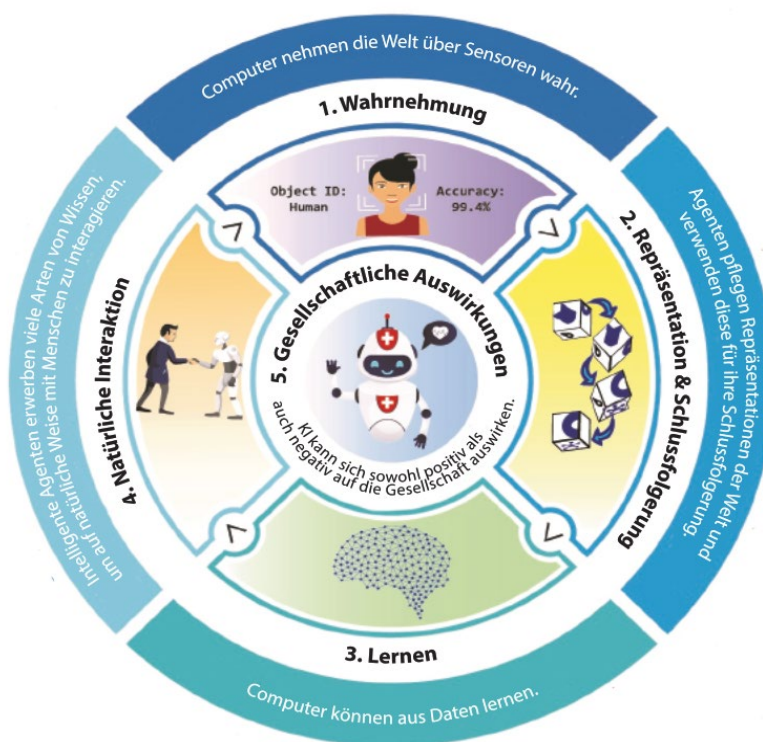 Computer nehmen die Welt über Sensoren wahr.
1. Wahrnehmung
Object ID:
Human
Accuracy:
99.4%
Agenten pflegen Repräsentationen der Welt und
verwenden diese für ihre Schlussfolgerung.
2. Repräsentation & Schlussfolgerung
Computer können aus Daten lernen.
3. Lernen
Intelligente Agenten erwerben viele Arten von Wissen,
um auf natürliche Weise mit Menschen zu interagieren.
4. Natürliche Interaktion
5. Gesellschaftliche Auswirkungen
KI kann sich sowohl positiv als
auch negativ auf die Gesellschaft auswirken.